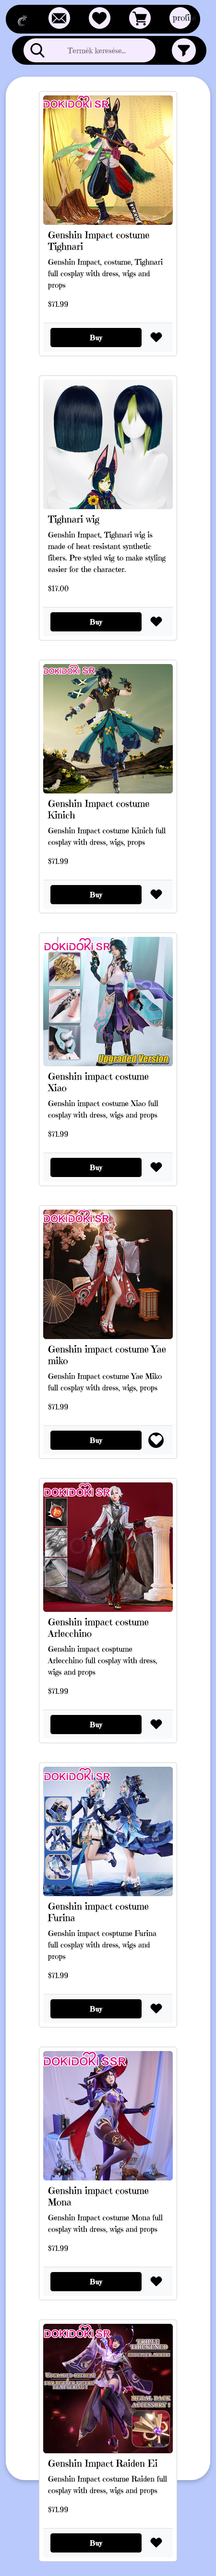 profil
Termék keresése...
DOKIDOKI SR
Genshin Impact costume
Tighnari
Genshin Impact, costume, Tighnari
full cosplay with dress, wigs and
props
$71.99
Buy
Tighnari wig
Genshin Impact, Tighnari wig is
made of heat resistant synthetic
fiters. Pre styled wig to make styling
easier for the character.
$17.00
Buy
DOKIDOKI SR
Genshin Impact costume
Kinich
Genshin Impact costume Kinich full
cosplay with dress, wigs, props
$71.99
Buy
DOKIDOKI SR
Upgraded Version
Genshin impact costume
Xiao
Genshin impact costume Xiao full
cosplay with dress, wigs and props
$71.99
Buy
DOKIDOKI SR
Genshin impact costume Yae
miko
Genshin Impact costume Yae Miko
full cosplay with dress, wigs, props
$71.99
Buy
DOKIDOKI SR
Genshin impact costume
Arlecchino
Genshin impact cosptume
Arlecchino full cosplay with dress,
wigs and props
$71.99
Buy
DOKIDOKI SR
Genshin impact costume
Furina
Genshin impact cosptume Furina
full cosplay with dress, wigs and
props
$71.99
Buy
DOKIDOKI SSR
Genshin impact costume
Mona
Genshin Impact costume Mona full
cosplay with dress, wigs and props
$71.99
Buy
DOKIDOKI SR
Genshin Impact Raiden Ei
Genshin Impact costume Raiden full
cosplay with dress, wigs and props
$71.99
Buy